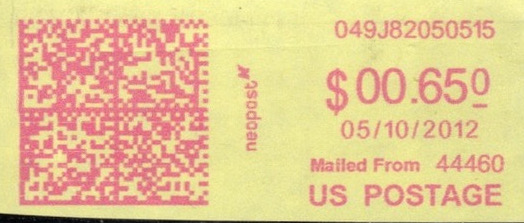 049J82050515
neopost
$00.650
05/10/2012
Mailed From 44460
US POSTAGE